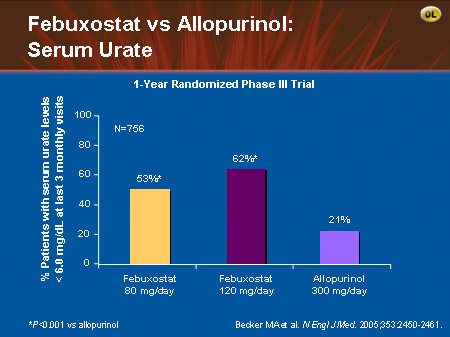 Febuxostat vs Allopurinol:
Serum Urate
OL
1-Year Randomized Phase III Trial
% Patients with serum urate levels
< 6.0 mg/dL at last 3 monthly visits
100
80
60
40
20
0
N=756
53%*
62%*
21%
Febuxostat
80 mg/day
Febuxostat
120 mg/day
Allopurinol
300 mg/day
*P<0.001 vs allopurinol
Becker MA et al. N Engl J Med. 2005;353:2450-2461.